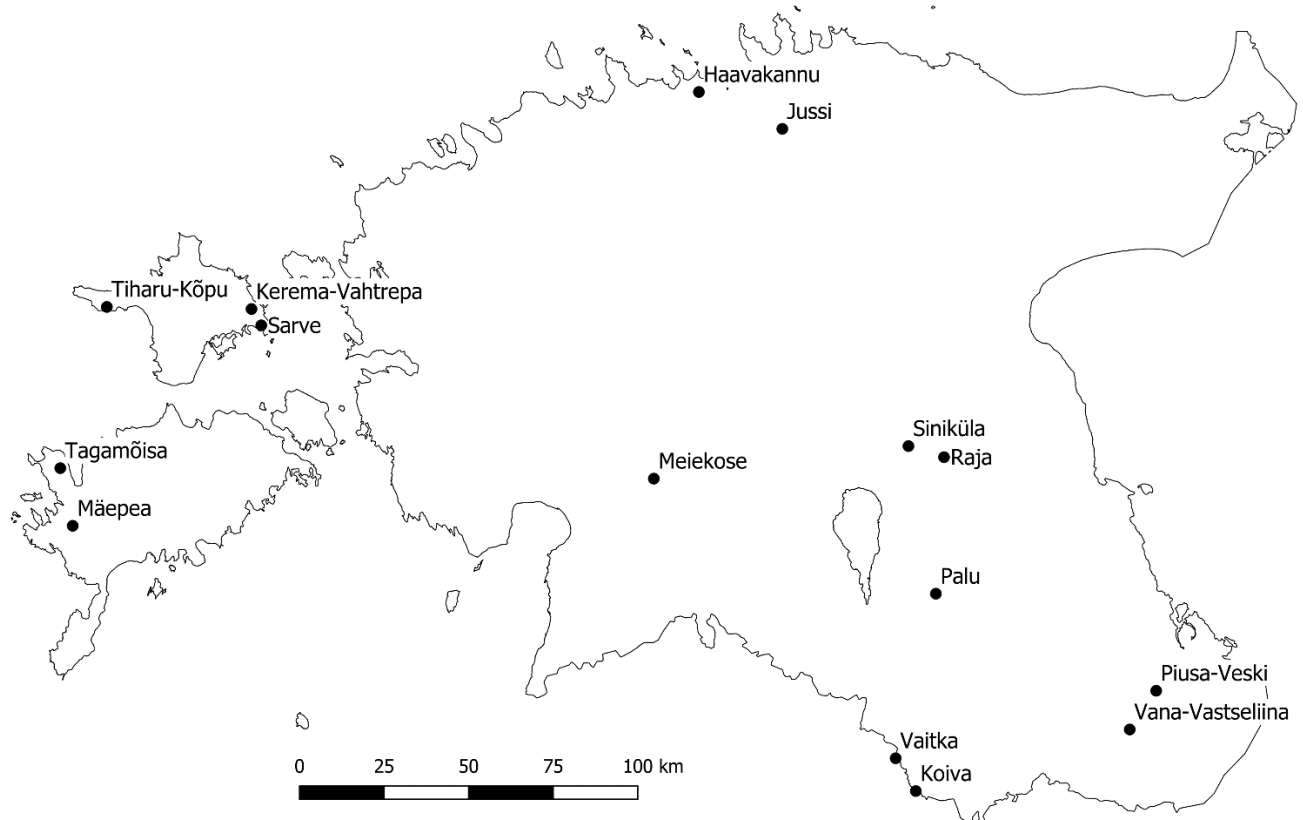 Haavakannu
Jussi
Tiharu-Kõpu
Kerema-Vahtrepa
Sarve
Siniküla
Raja
Tagamõisa
Meiekose
Mäepea
Palu
Piusa-Veski
Vana-Vastseliina
Vaitka
Koiva
0 25 50 75 100 km